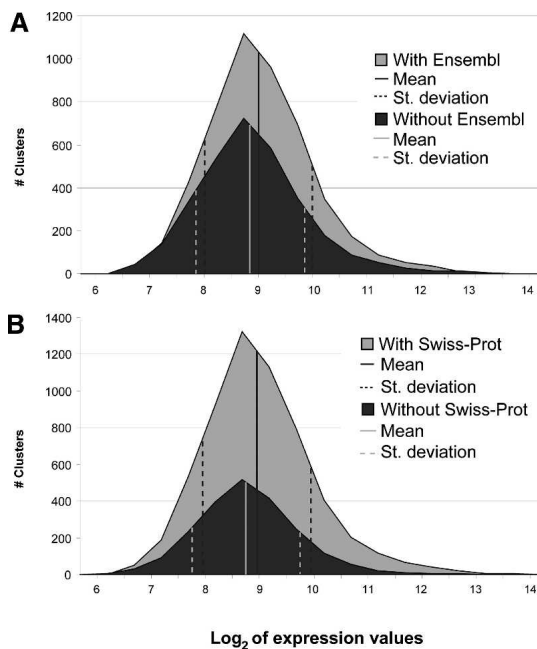 A
1200
1000
800
600
400
200
0
# Clusters
With Ensembl
Mean
St. deviation
Without Ensembl
Mean
St. deviation
6 7 8 9 10 11 12 13 14
B
1400
1200
1000
800
600
400
200
0
# Clusters
With Swiss-Prot
Mean
St. deviation
Without Swiss-Prot
Mean
St. deviation
6 7 8 9 10 11 12 13 14
Log2 of expression values